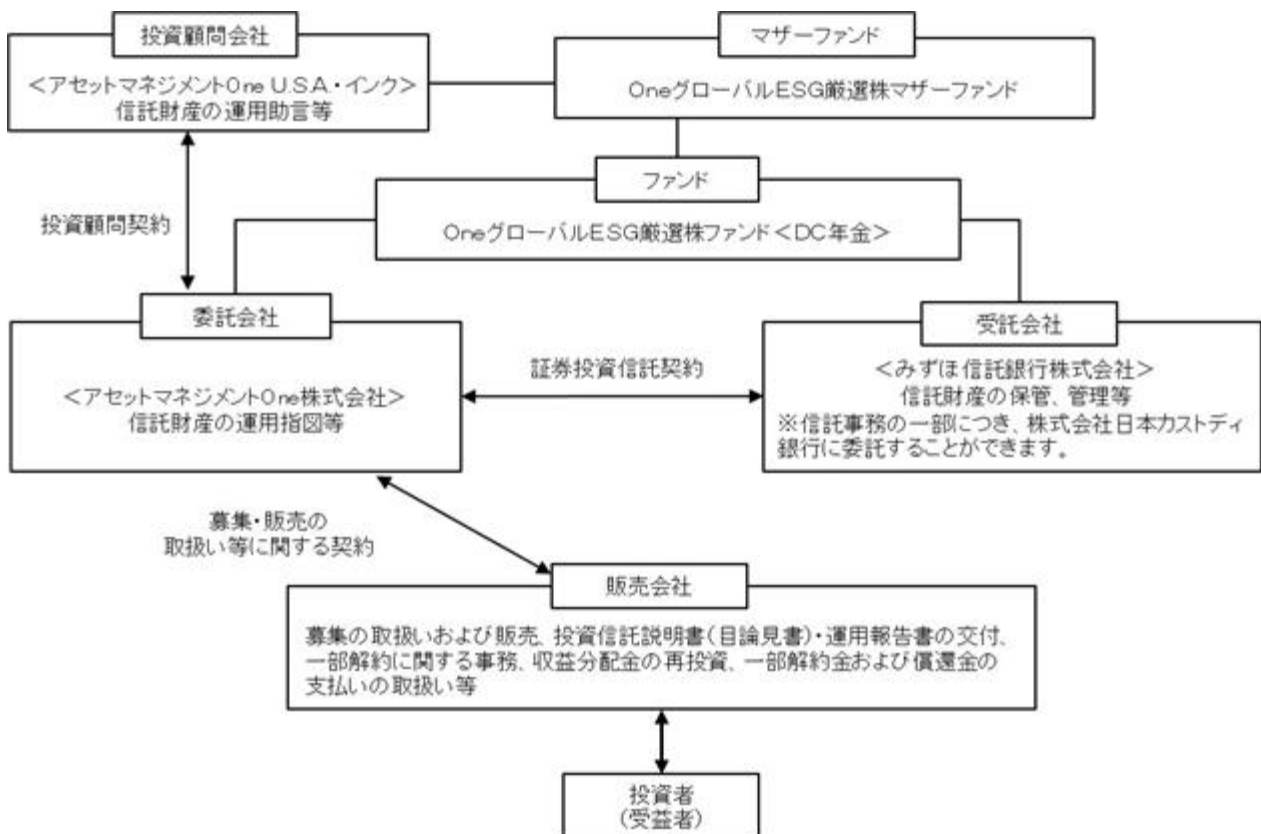 投資顧問会社
＜アセットマネジメントOne U.S.A.・インク＞
信託財産の運用助言等
マザーファンド
OneグローバルESG厳選株マザーファンド
ファンド
OneグローバルESG厳選株ファンド＜DC年金＞
投資顧問契約
委託会社
＜アセットマネジメントOne株式会社＞
信託財産の運用指図等
証券投資信託契約
受託会社
＜みずほ信託銀行株式会社＞
信託財産の保管、管理等
※信託事務の一部につき、株式会社日本カストディ
銀行に委託することができます。
募集・販売の
取扱い等に関する契約
販売会社
募集の取扱いおよび販売、投資信託説明書（目論見書）・運用報告書の交付、
一部解約に関する事務、収益分配金の再投資、一部解約金および償還金の
支払いの取扱い等
投資者
（受益者）